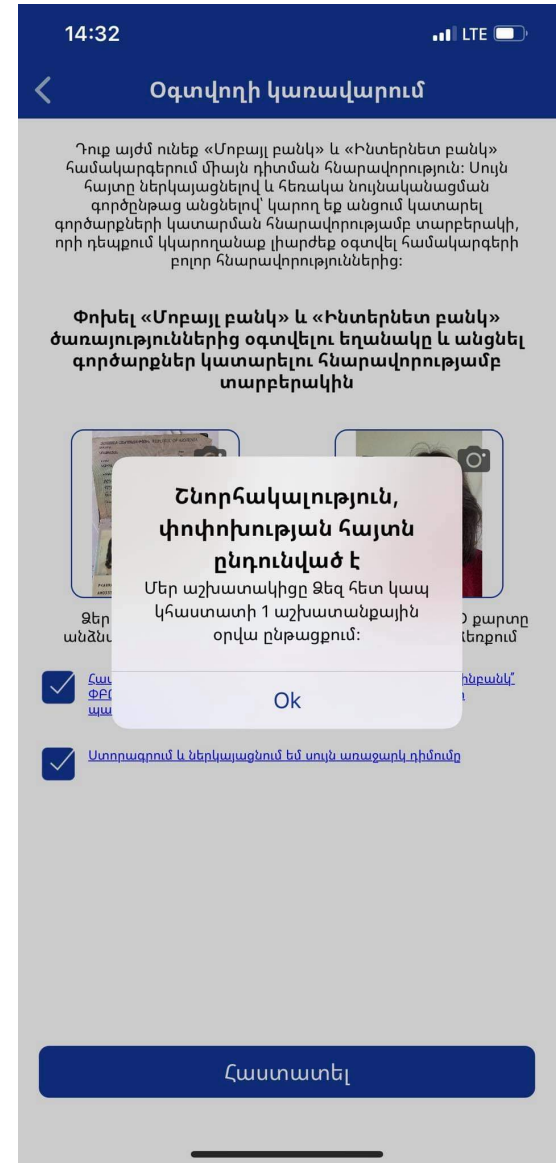 14:32
LTE
Օգտվողի կառավարում
Դուք այժմ ունեք «Մոբայլ բանկ» և «Ինտերնետ բանկ»
համակարգերում միայն դիտման հնարավորություն: Սույն
հայտը ներկայացնելով և հեռակա նույնականացման
գործընթաց անցնելով՝ կարող եք անցում կատարել
գործարքների կատարման հնարավորությամբ տարբերակի,
որի դեպքում կկարողանաք լիարժեք օգտվել համակարգերի
բոլոր հնարավորություններից:
Փոխել «Մոբայլ բանկ» և «Ինտերնետ բանկ»
ծառայություններից օգտվելու եղանակը և անցնել
գործարքներ կատարելու հնարավորությամբ
տարբերակին
Շնորհակալություն,
փոփոխության հայտն
ընդունված է
Մեր աշխատակիցը Ձեզ հետ կապ
կհաստատի 1 աշխատանքային
օրվա ընթացքում:
Ok
Ձեր քարտը
Ստորագրում և ներկայացնում եմ սույն առաջարկ դիմումը
Հաստատել